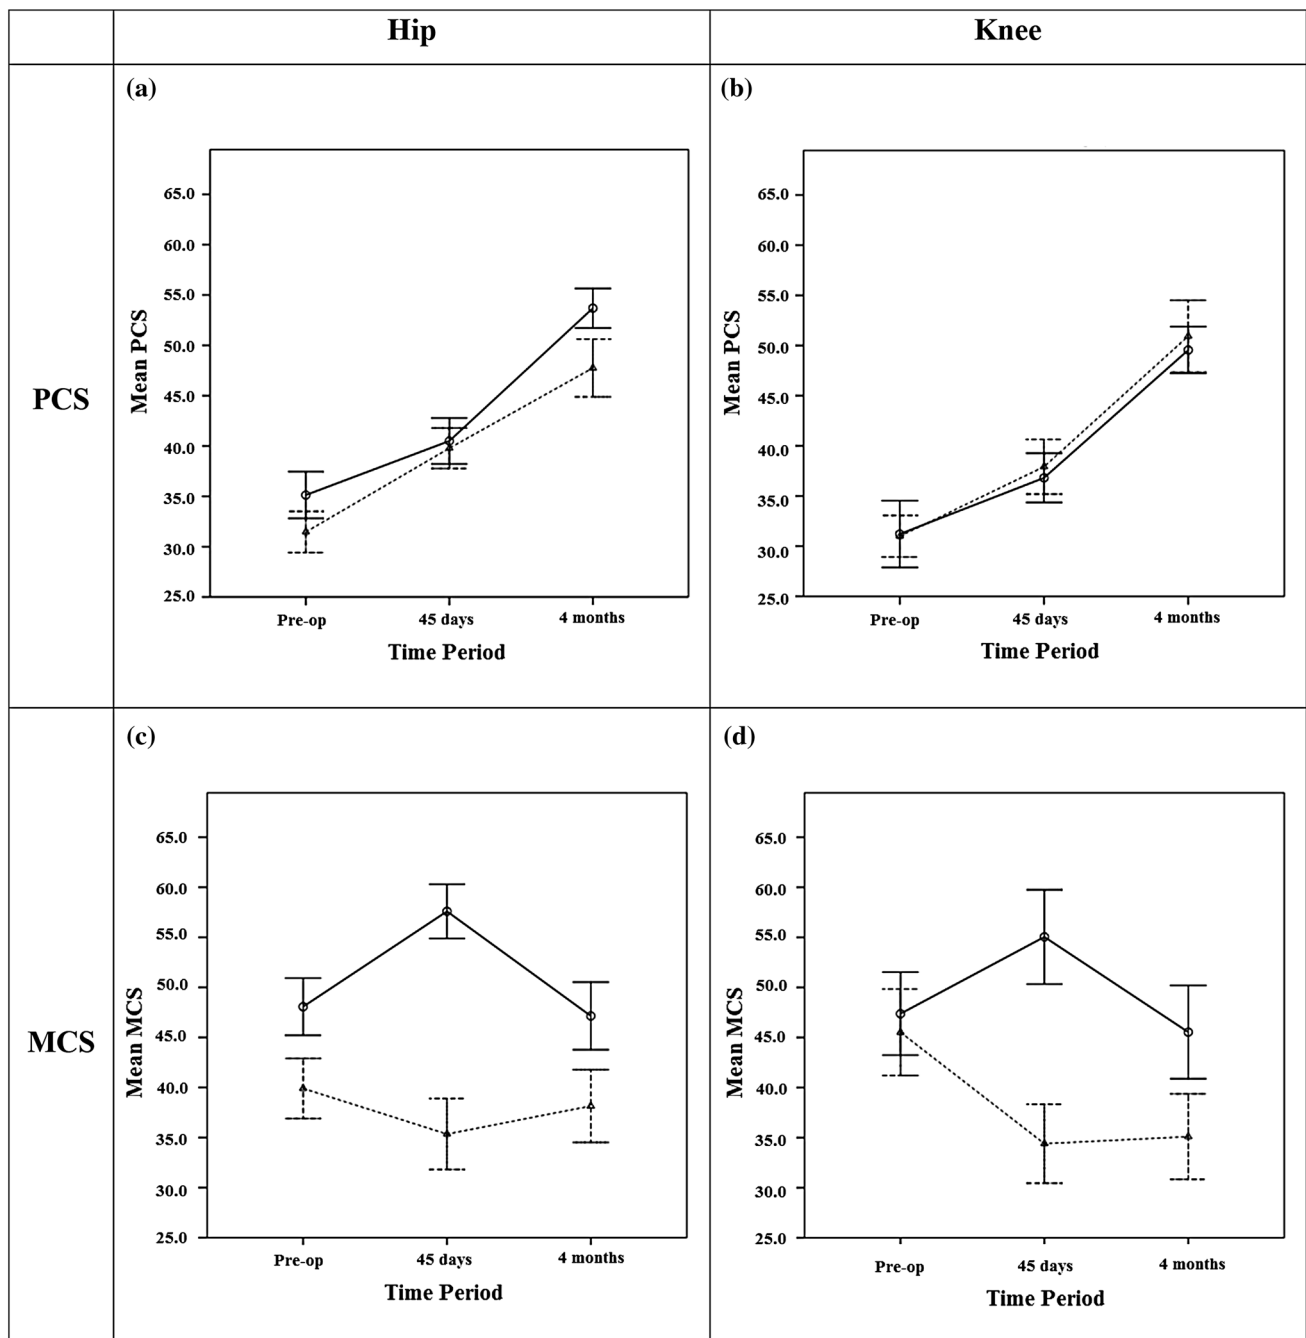 Hip
Knee
PCS
(a)
Mean PCS
65.0
60.0
55.0
50.0
45.0
40.0
35.0
30.0
25.0
Pre-op
45 days
4 months
Time Period
(b)
Mean PCS
65.0
60.0
55.0
50.0
45.0
40.0
35.0
30.0
25.0
Pre-op
45 days
4 months
Time Period
MCS
(c)
Mean MCS
65.0
60.0
55.0
50.0
45.0
40.0
35.0
30.0
25.0
Pre-op
45 days
4 months
Time Period
(d)
Mean MCS
65.0
60.0
55.0
50.0
45.0
40.0
35.0
30.0
25.0
Pre-op
45 days
4 months
Time Period